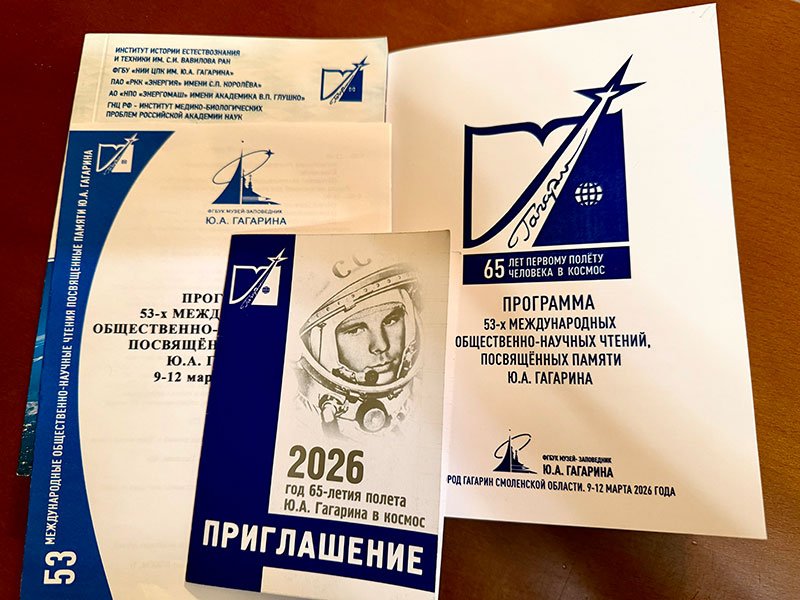 ИНСТИТУТ ИСТОРИИ ЕСТЕСТВОЗНАНИЯ
И ТЕХНИКИ ИМ. С.И. ВАВИЛОВА РАН
ФГБУ «НИИ ЦПК ИМ. Ю.А. ГАГАРИНА»
ПАО «РКК «ЭНЕРГИЯ» ИМЕНИ С.П. КОРОЛЁВА»
АО «НПО «ЭНЕРГОМАШ» ИМЕНИ АКАДЕМИКА В.П. ГЛУШКО»
ГНЦ РФ - ИНСТИТУТ МЕДИКО-БИОЛОГИЧЕСКИХ
ПРОБЛЕМ РОССИЙСКОЙ АКАДЕМИИ НАУК
53 МЕЖДУНАРОДНЫЕ ОБЩЕСТВЕННО-НАУЧНЫЕ ЧТЕНИЯ ПОСВЯЩЕННЫЕ ПАМЯТИ Ю.А. ГАГАРИНА
ФГБУК МУЗЕЙ-ЗАПОВЕДНИК
Ю.А. ГАГАРИНА
ПРОГ
53-х МЕЖД
ОБЩЕСТВЕННО-
ПОСВЯЩЁН
Ю.А. Г
9-12 мар
СС
2026
год 65-летия полета
Ю.А. Гагарина в космос
ПРИГЛАШЕНИЕ
Гагарин
65 ЛЕТ ПЕРВОМУ ПОЛЁТУ
ЧЕЛОВЕКА В КОСМОС
ПРОГРАММА
53-х МЕЖДУНАРОДНЫХ
ОБЩЕСТВЕННО-НАУЧНЫХ ЧТЕНИЙ,
ПОСВЯЩЁННЫХ ПАМЯТИ
Ю.А. ГАГАРИНА
ФГБУК МУЗЕЙ- ЗАПОВЕДНИК
Ю.А. ГАГАРИНА
РОД ГАГАРИН СМОЛЕНСКОЙ ОБЛАСТИ. 9-12 МАРТА 2026 ГОДА